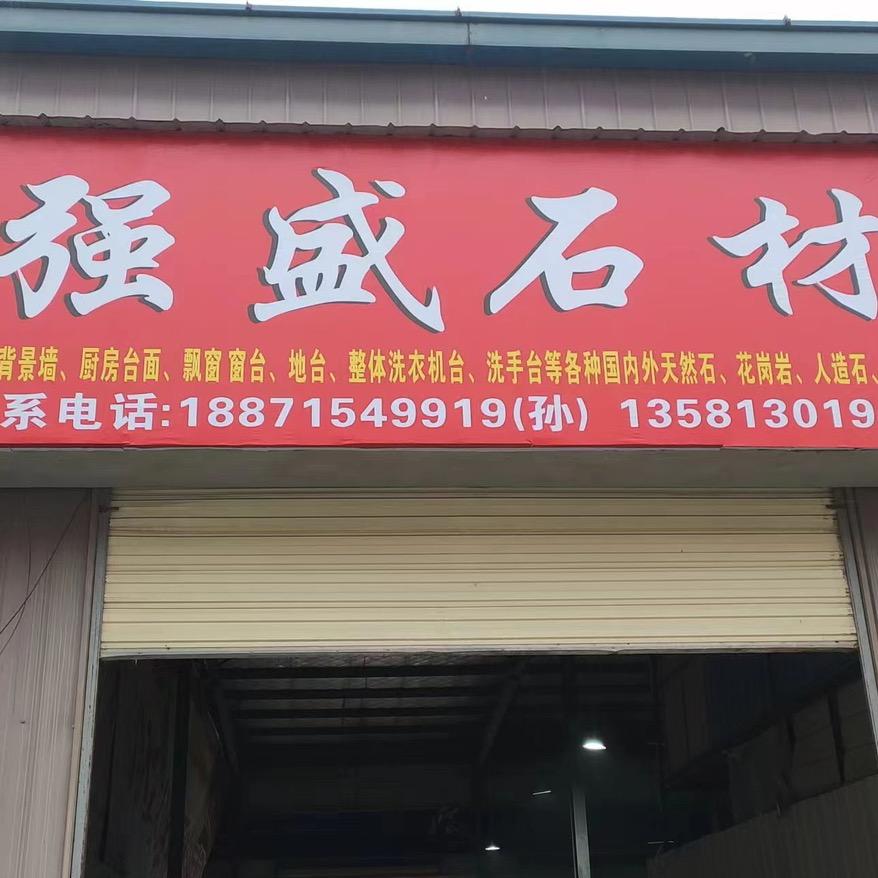 强盛石材
背景墙、厨房台面、飘窗窗台、地台、整体洗衣机台、洗手台等各种国内外天然石、花岗岩、人造石、
系电话:18871549919(孙) 135813019